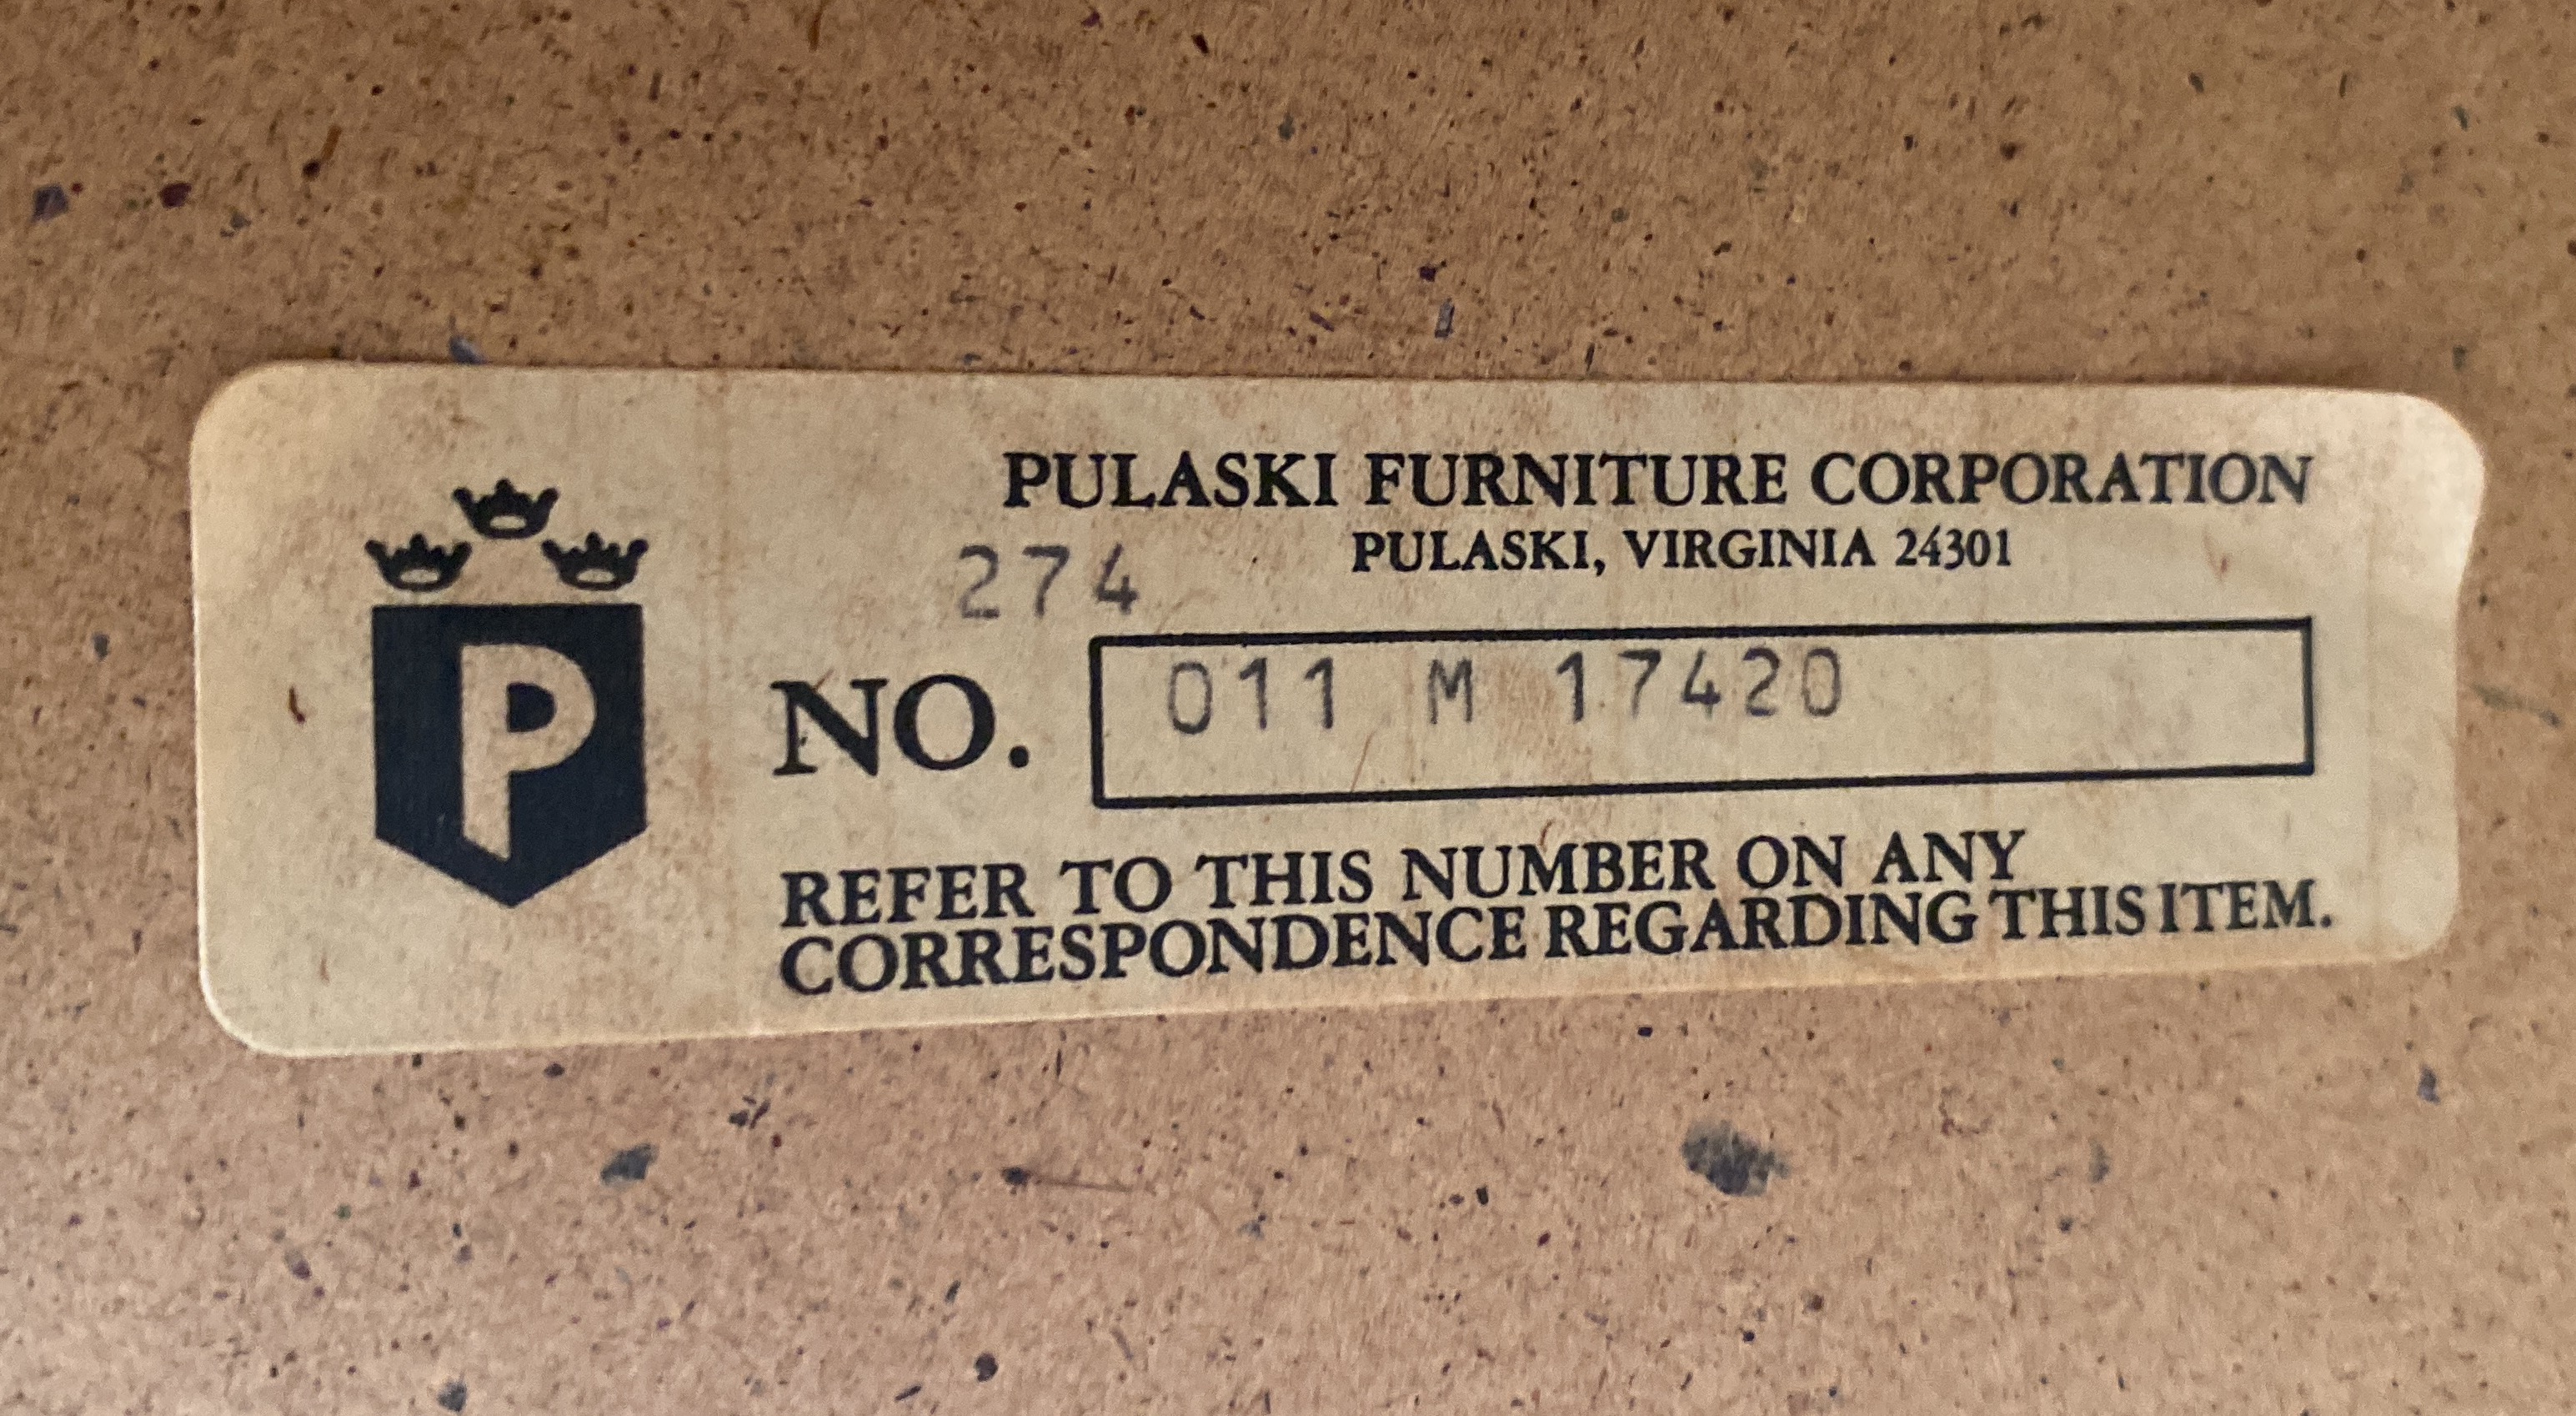 PULASKI FURNITURE CORPORATION
PULASKI, VIRGINIA 24301
274
NO. 011 M 17420
P
REFER TO THIS NUMBER ON ANY
CORRESPONDENCE REGARDING THIS ITEM.